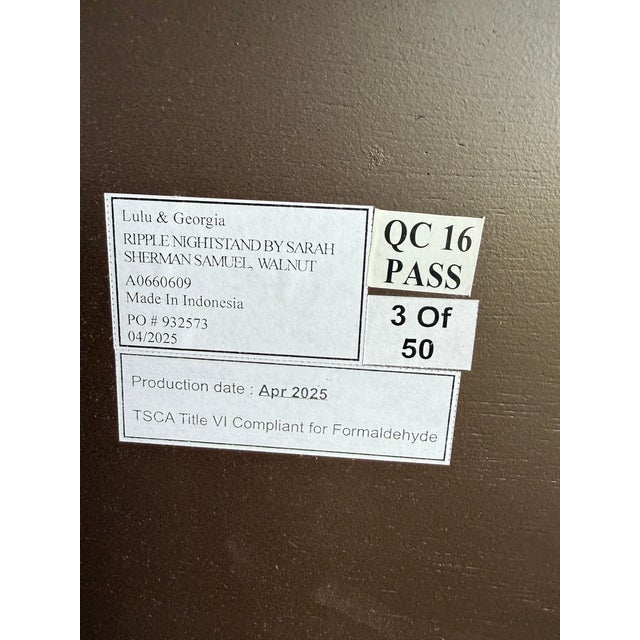 Lulu & Georgia
RIPPLE NIGHTSTAND BY SARAH
SHERMAN SAMUEL, WALNUT
A0660609
Made In Indonesia
PO # 932573
04/2025
QC 16
PASS
3 Of
50
Production date : Apr 2025
TSCA Title VI Compliant for Formaldehyde